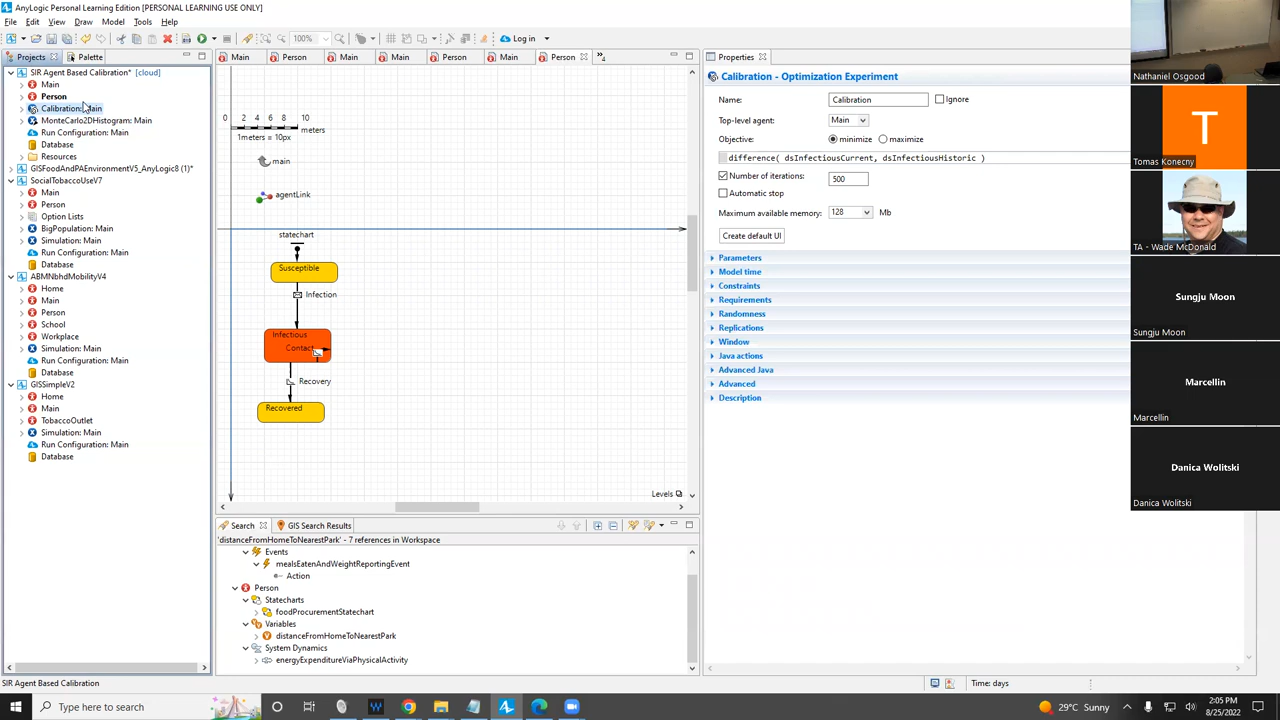 AnyLogic Personal Learning Edition [PERSONAL LEARNING USE ONLY]
File Edit View Draw Model Tools Help
100% Log in
Projects Palette
SIR Agent Based Calibration* [cloud]
Main
Person
Calibration: Main
MonteCarlo2DHistogram: Main
Run Configuration: Main
Database
Resources
GISFoodAndPAEnvironmentV5_AnyLogic8 (1)*
SocialTobaccoUseV7
Main
Person
Option Lists
BigPopulation: Main
Simulation: Main
Run Configuration: Main
Database
ABMNbhdMobilityV4
Home
Main
Person
School
Workplace
Simulation: Main
Run Configuration: Main
Database
GISSimpleV2
Home
Main
TobaccoOutlet
Simulation: Main
Run Configuration: Main
Database
SIR Agent Based Calibration
Main Person Main Main Person Main Person 4
0 2 4 6 8 10
meters
1meters = 10px
main
agentLink
statechart
Susceptible
Infection
Infectious
Contact
Recovery
Recovered
Levels
Search GIS Search Results
'distanceFromHomeToNearestPark' - 7 references in Workspace
Events
mealsEatenAndWeightReportingEvent
Action
Person
Statecharts
foodProcurementStatechart
Variables
distanceFromHomeToNearestPark
System Dynamics
energyExpenditureViaPhysicalActivity
Properties
Calibration - Optimization Experiment
Name: Calibration Ignore
Top-level agent: Main
Objective: minimize maximize
difference( dsInfectiousCurrent, dsInfectiousHistoric )
Number of iterations: 500
Automatic stop
Maximum available memory: 128 Mb
Create default UI
Parameters
Model time
Constraints
Requirements
Randomness
Replications
Window
Java actions
Advanced Java
Advanced
Description
Time: days
Nathaniel Osgood
T
Tomas Konecny
TA - Wade McDonald
Sungju Moon
Sungju Moon
Marcellin
Marcellin
Danica Wolitski
Danica Wolitski
Type here to search
29°C Sunny
2:05 PM
8/25/2022